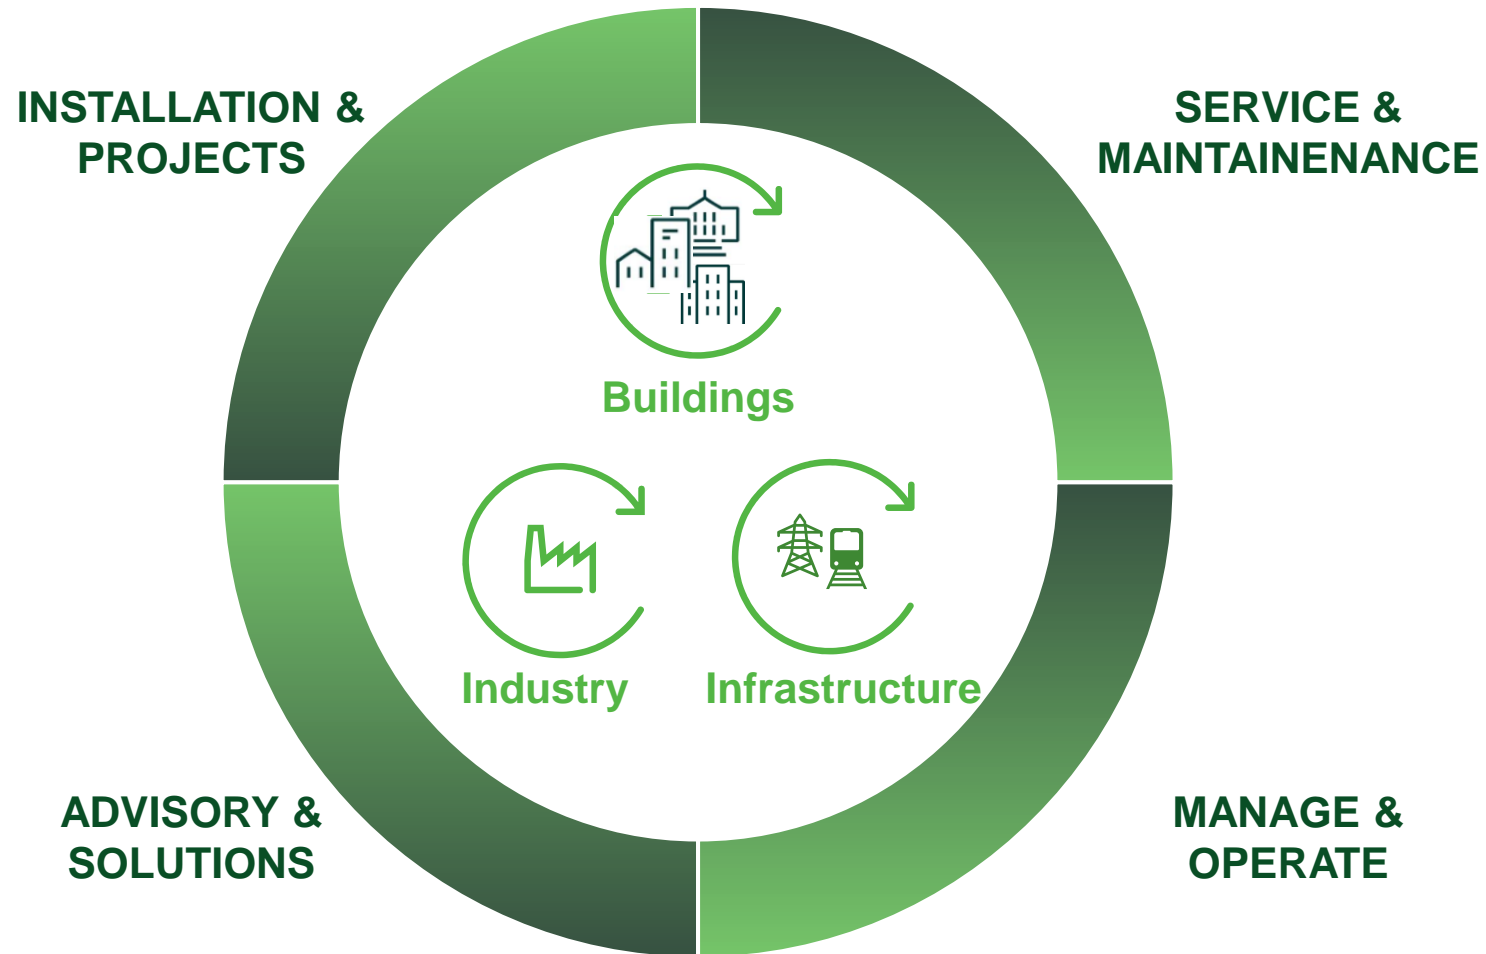 INSTALLATION &
PROJECTS
SERVICE &
MAINTAINENANCE
Buildings
Industry
Infrastructure
ADVISORY &
SOLUTIONS
MANAGE &
OPERATE